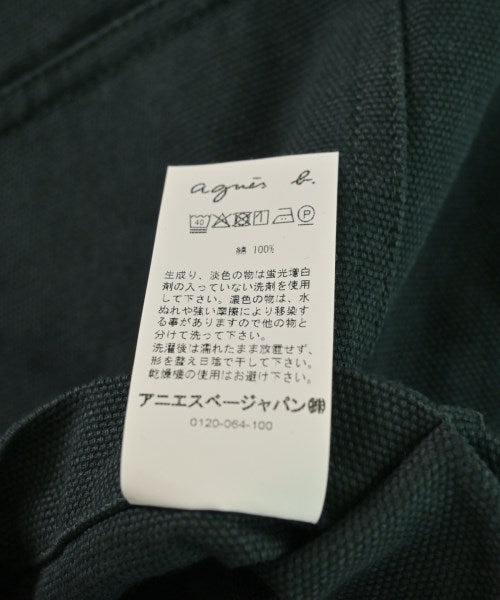 agnès b.
40
P
綿 100%
生成り、淡色の物は蛍光増白
剤の入っていない洗剤を使用
して下さい。濃色の物は、水
ぬれや強い摩擦により移染す
る事がありますので他の物と
分けて洗って下さい。
洗濯後は濡れたまま放置せず、
形を整え日陰で干して下さい。
乾燥機の使用はお避け下さい。
アニエスベージャパン㈱
0120-064-100